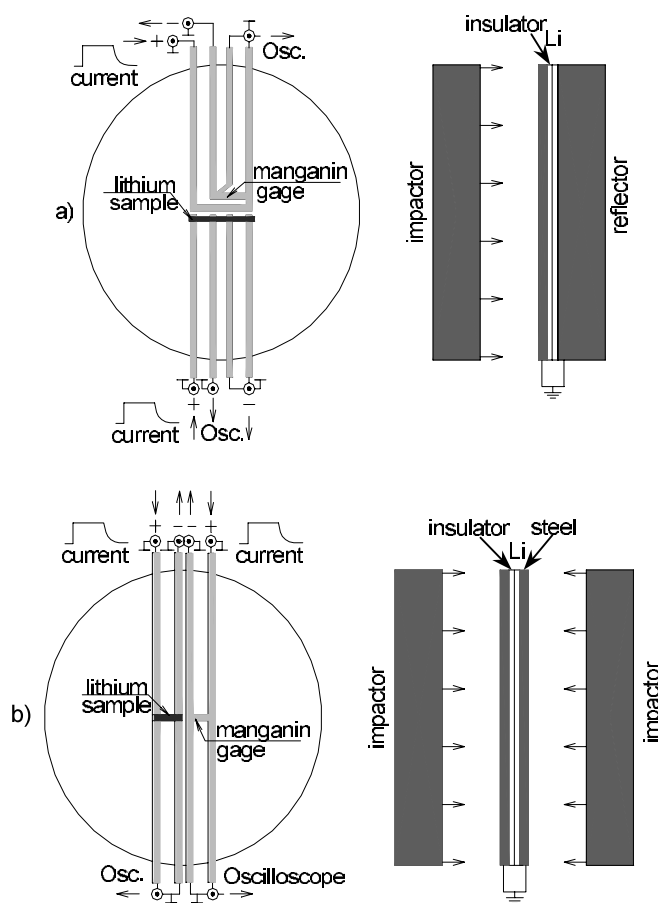 Osc.
current
lithium
sample
manganin
gage
a)
current
Osc.
insulator
Li
impactor
reflector
current
current
lithium
sample
b)
manganin
gage
Osc.
Oscilloscope
insulator
Li
steel
impactor
impactor